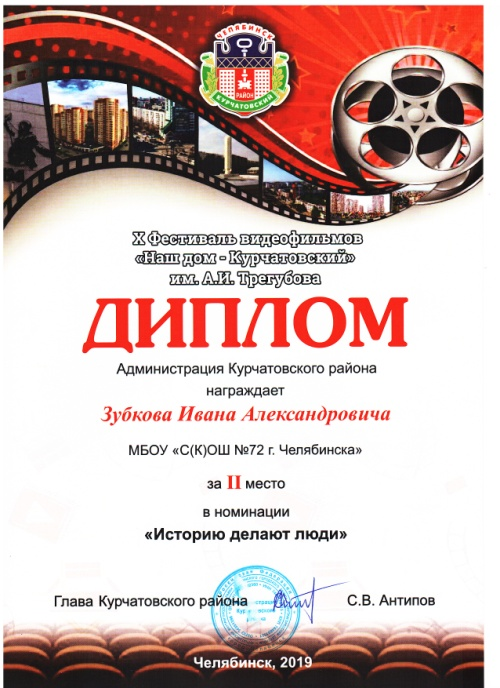 ЧЕЛЯБИНСК
РАЙОН
КУРЧАТОВСКИЙ
X Фестиваль видеофильмов
«Наш дом - Курчатовский»
им. А.И. Трегубова
ДИПЛОМ
Администрация Курчатовского района
награждает
Зубкова Ивана Александровича
МБОУ «С(К)ОШ №72 г. Челябинска»
за II место
в номинации
«Историю делают люди»
Глава Курчатовского района С.В. Антипов
Челябинск, 2019